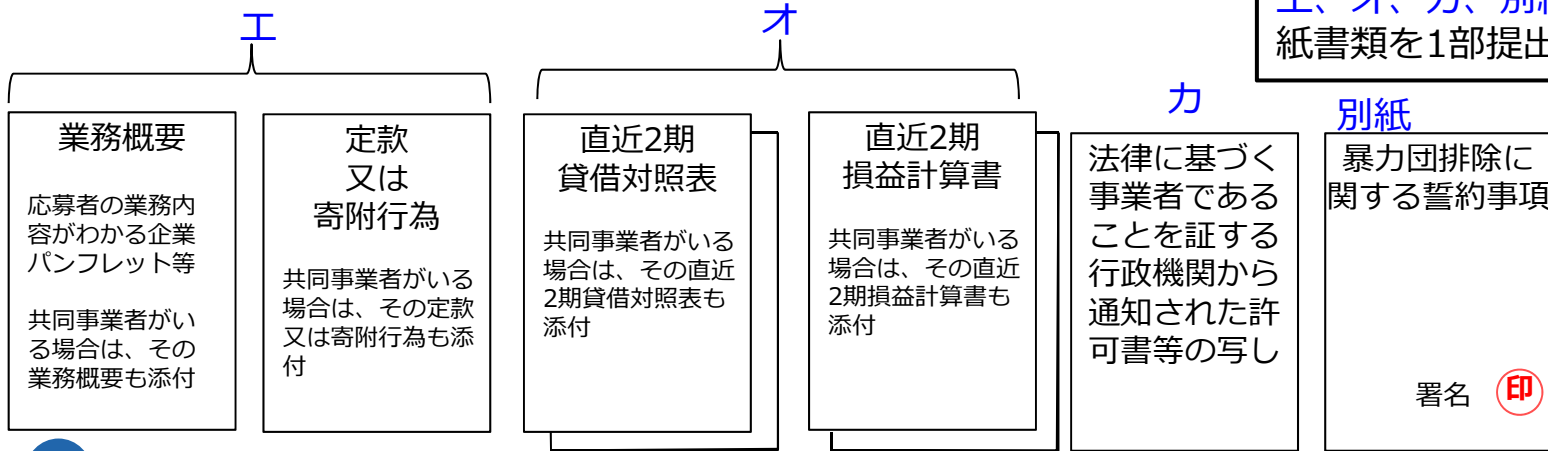 エ、オ、カ、別紙
紙書類を1部提出
エ
オ
カ
別紙
業務概要
応募者の業務内
容がわかる企業
パンフレット等
共同事業者がい
る場合は、その
業務概要も添付
定款
又は
寄附行為
共同事業者がいる
場合は、その定款
又は寄附行為も添
付
直近2期
貸借対照表
共同事業者がいる
場合は、その直近
2期貸借対照表も
添付
直近2期
損益計算書
共同事業者がいる
場合は、その直近
2期損益計算書も
添付
法律に基づく
事業者である
ことを証する
行政機関から
通知された許
可書等の写し
暴力団排除に
関する誓約事項
署名 印